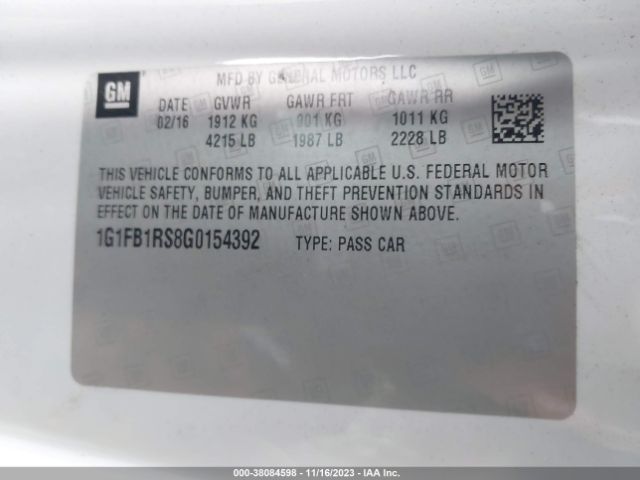 GM
MFD BY GENERAL MOTORS LLC
DATE GVWR GAWR FRT GAWR RR
02/16 1912 KG 901 KG 1011 KG
4215 LB 1987 LB 2228 LB
THIS VEHICLE CONFORMS TO ALL APPLICABLE U.S. FEDERAL MOTOR
VEHICLE SAFETY, BUMPER, AND THEFT PREVENTION STANDARDS IN
EFFECT ON THE DATE OF MANUFACTURE SHOWN ABOVE.
1G1FB1RS8G0154392 TYPE: PASS CAR
000-38084598 - 11/16/2023 - IAA Inc.